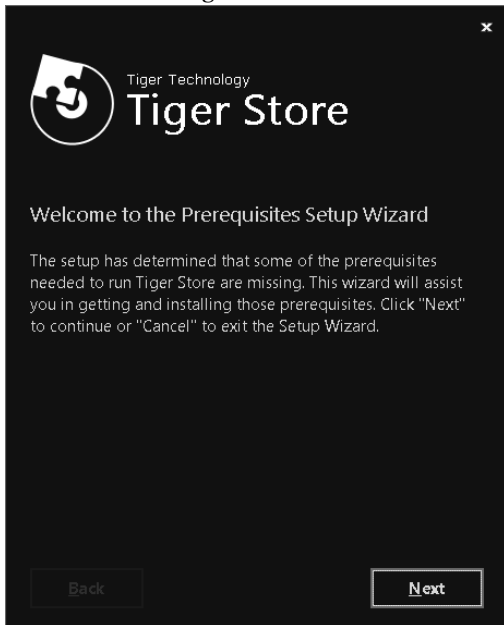 x
Tiger Technology
Tiger Store
Welcome to the Prerequisites Setup Wizard
The setup has determined that some of the prerequisites
needed to run Tiger Store are missing. This wizard will assist
you in getting and installing those prerequisites. Click "Next"
to continue or "Cancel" to exit the Setup Wizard.
Back
Next